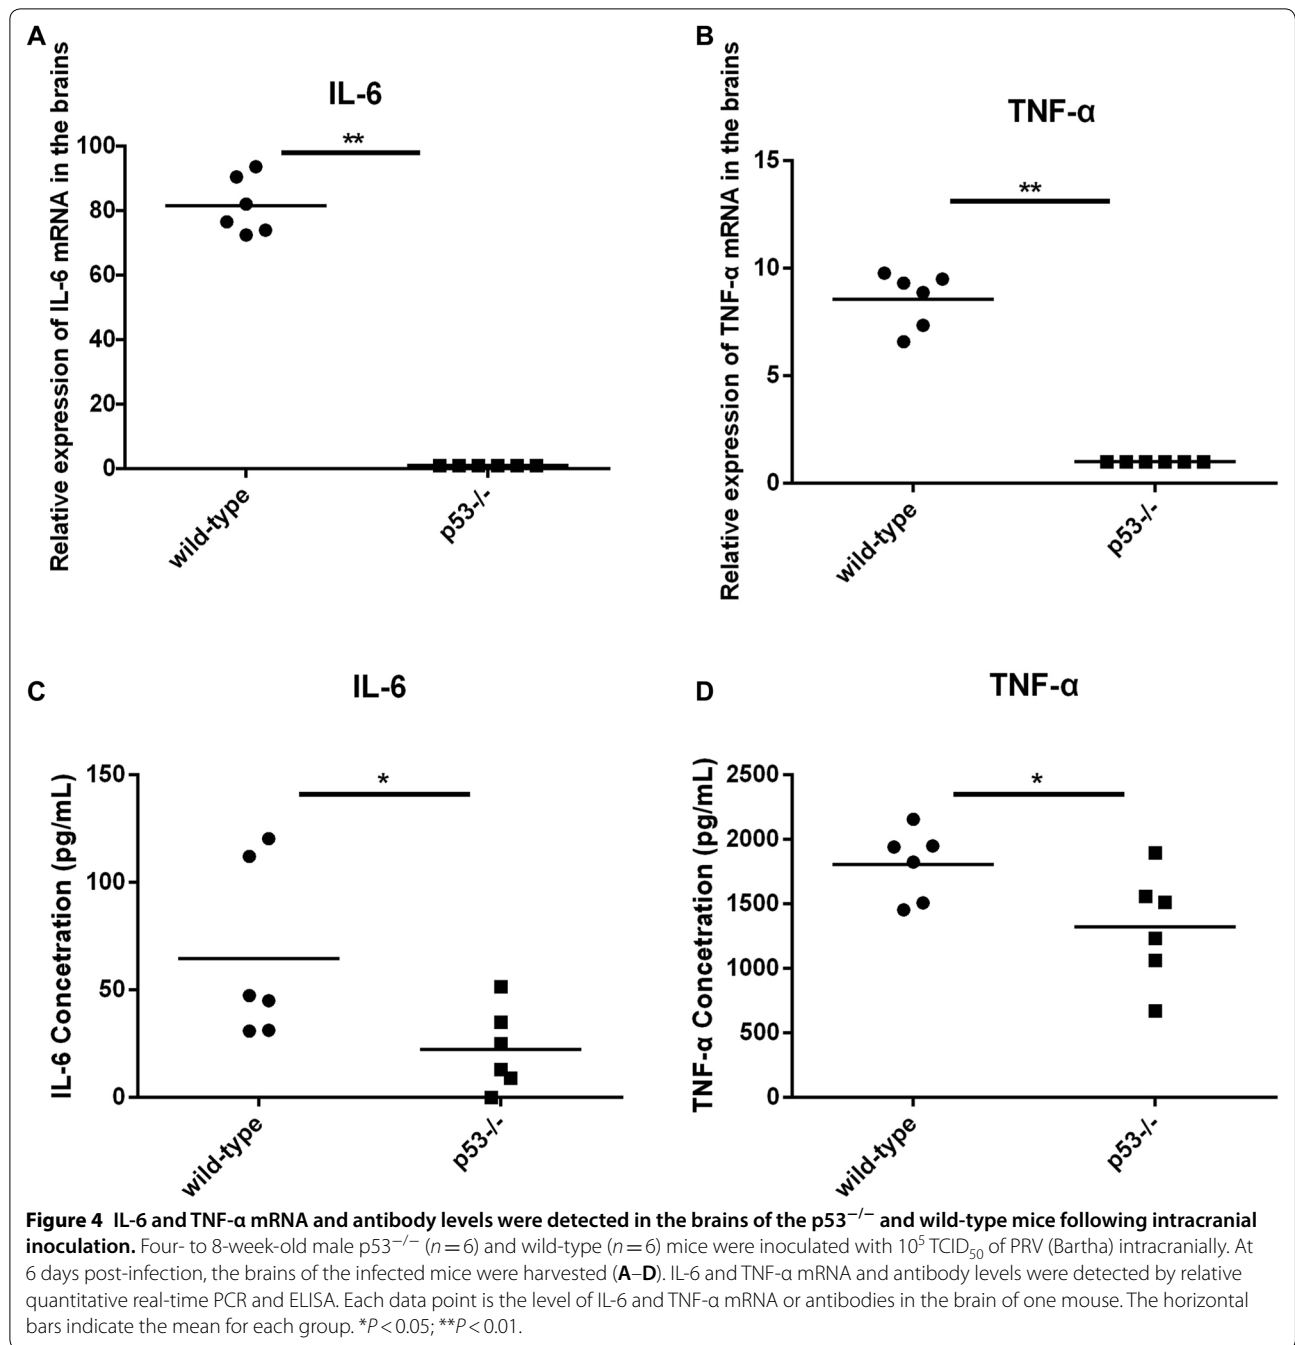 A
Relative expression of IL-6 mRNA in the brains
IL-6
**
100
80
60
40
20
0
wild-type
p53-/-
B
Relative expression of TNF-α mRNA in the brains
TNF-α
**
15
10
5
0
wild-type
p53-/-
C
IL-6 Concetration (pg/mL)
IL-6
*
150
100
50
0
wild-type
p53-/-
D
TNF-α Concetration (pg/mL)
TNF-α
*
2500
2000
1500
1000
500
0
wild-type
p53-/-
Figure 4 IL-6 and TNF-α mRNA and antibody levels were detected in the brains of the p53−/− and wild-type mice following intracranial
inoculation. Four- to 8-week-old male p53−/− (n = 6) and wild-type (n = 6) mice were inoculated with 10⁵ TCID₅₀ of PRV (Bartha) intracranially. At
6 days post-infection, the brains of the infected mice were harvested (A–D). IL-6 and TNF-α mRNA and antibody levels were detected by relative
quantitative real-time PCR and ELISA. Each data point is the level of IL-6 and TNF-α mRNA or antibodies in the brain of one mouse. The horizontal
bars indicate the mean for each group. *P < 0.05; **P < 0.01.